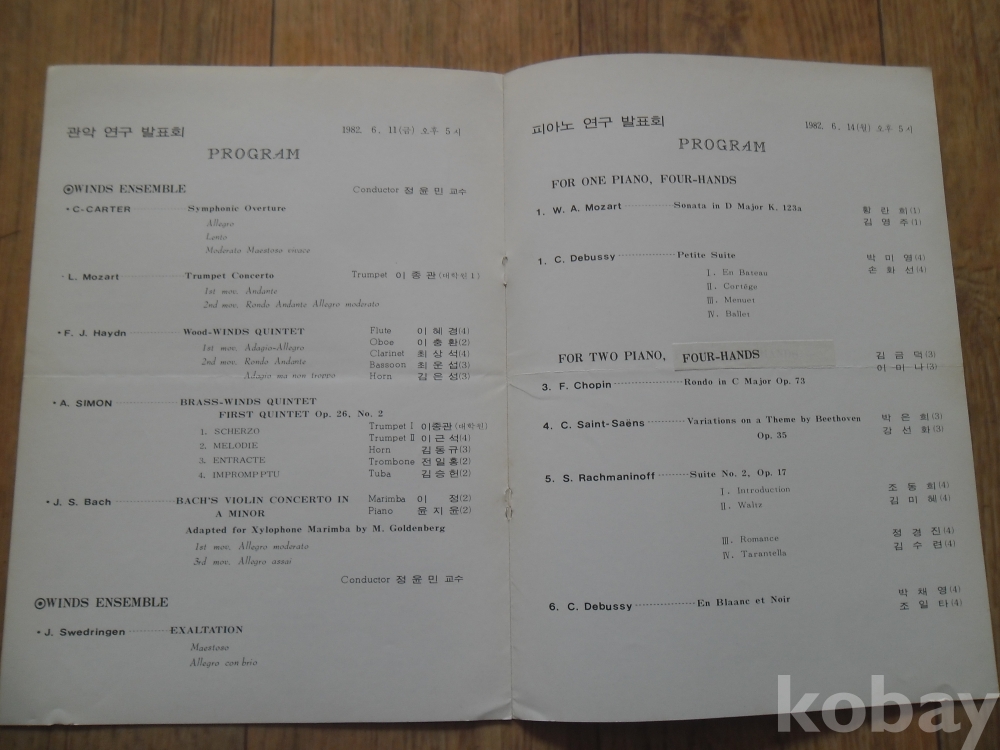 관악 연구 발표회
1982. 6. 11(금) 오후 5시
PROGRAM
⊙WINDS ENSEMBLE Conductor 정 윤 민 교수
• C-CARTER Symphonic Overture
Allegro
Lento
Moderato Maestoso vivace
• L. Mozart Trumpet Concerto Trumpet 이 종 관 (대학원 1)
1st mov. Andante
2nd mov. Rondo Andante Allegro moderato
• F. J. Haydn Wood-WINDS QUINTET Flute 이 혜 경(4)
1st mov. Adagio-Allegro Oboe 이 충 환(2)
2nd mov. Rondo Andante Clarinet 최 상 석(4)
Bassoon 최 운 섭(3)
Adagio ma non troppo Horn 김 은 성(3)
• A. SIMON BRASS-WINDS QUINTET
FIRST QUINTET Op. 26, No. 2
1. SCHERZO Trumpet I 이종관(대학원)
2. MELODIE Trumpet II 이 근 석(4)
Horn 김 동 규(3)
3. ENTRACTE Trombone 전 일 홍(2)
4. IMPROMPPTU Tuba 김 승 헌(2)
• J. S. Bach BACH'S VIOLIN CONCERTO IN Marimba 이 정(2)
A MINOR Piano 윤 지 윤(2)
Adapted for Xylophone Marimba by M. Goldenberg
1st mov. Allegro moderato
3rd mov. Allegro assai
Conductor 정 윤 민 교수
⊙WINDS ENSEMBLE
• J. Swedringen EXALTATION
Maestoso
Allegro con brio
피아노 연구 발표회
1982. 6. 14(월) 오후 5시
PROGRAM
FOR ONE PIANO, FOUR-HANDS
1. W. A. Mozart Sonata in D Major K. 123a 황 란 희(1)
김 영 주(1)
1. C. Debussy Petite Suite 박 미 영(4)
I. En Bateau 손 화 선(4)
II. Cortège
III. Menuet
IV. Ballet
FOR TWO PIANO, FOUR-HANDS 김 금 덕(3)
이 미 나(3)
3. F. Chopin Rondo in C Major Op. 73
4. C. Saint-Saëns Variations on a Theme by Beethoven 박 은 희(3)
Op. 35 강 선 화(3)
5. S. Rachmaninoff Suite No. 2, Op. 17
I. Introduction 조 동 희(4)
II. Waltz 김 미 혜(4)
III. Romance 정 경 진(4)
IV. Tarantella 김 수 련(4)
6. C. Debussy En Blaanc et Noir 박 채 영(4)
조 일 타(4)
kobay